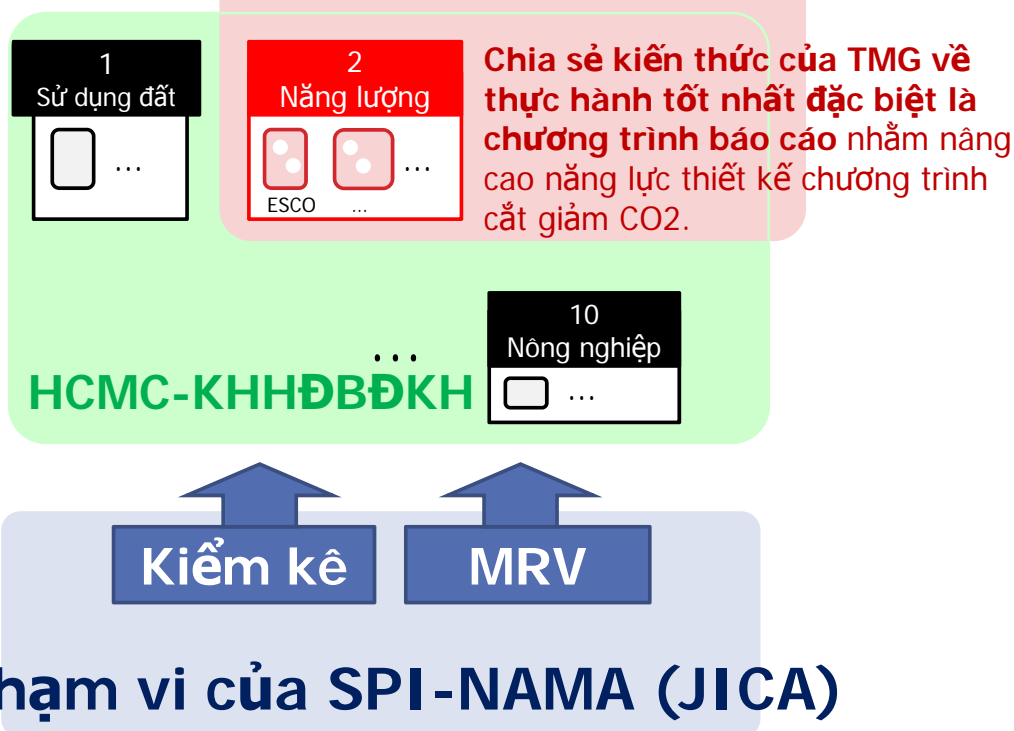 1
Sử dụng đất
...
2
Năng lượng
...
ESCO
...
Chia sẻ kiến thức của TMG về
thực hành tốt nhất đặc biệt là
chương trình báo cáo nhằm nâng
cao năng lực thiết kế chương trình
cắt giảm CO2.
...
10
Nông nghiệp
...
HCMC-KHHĐBĐKH
Kiểm kê
MRV
hạm vi của SPI-NAMA (JICA)